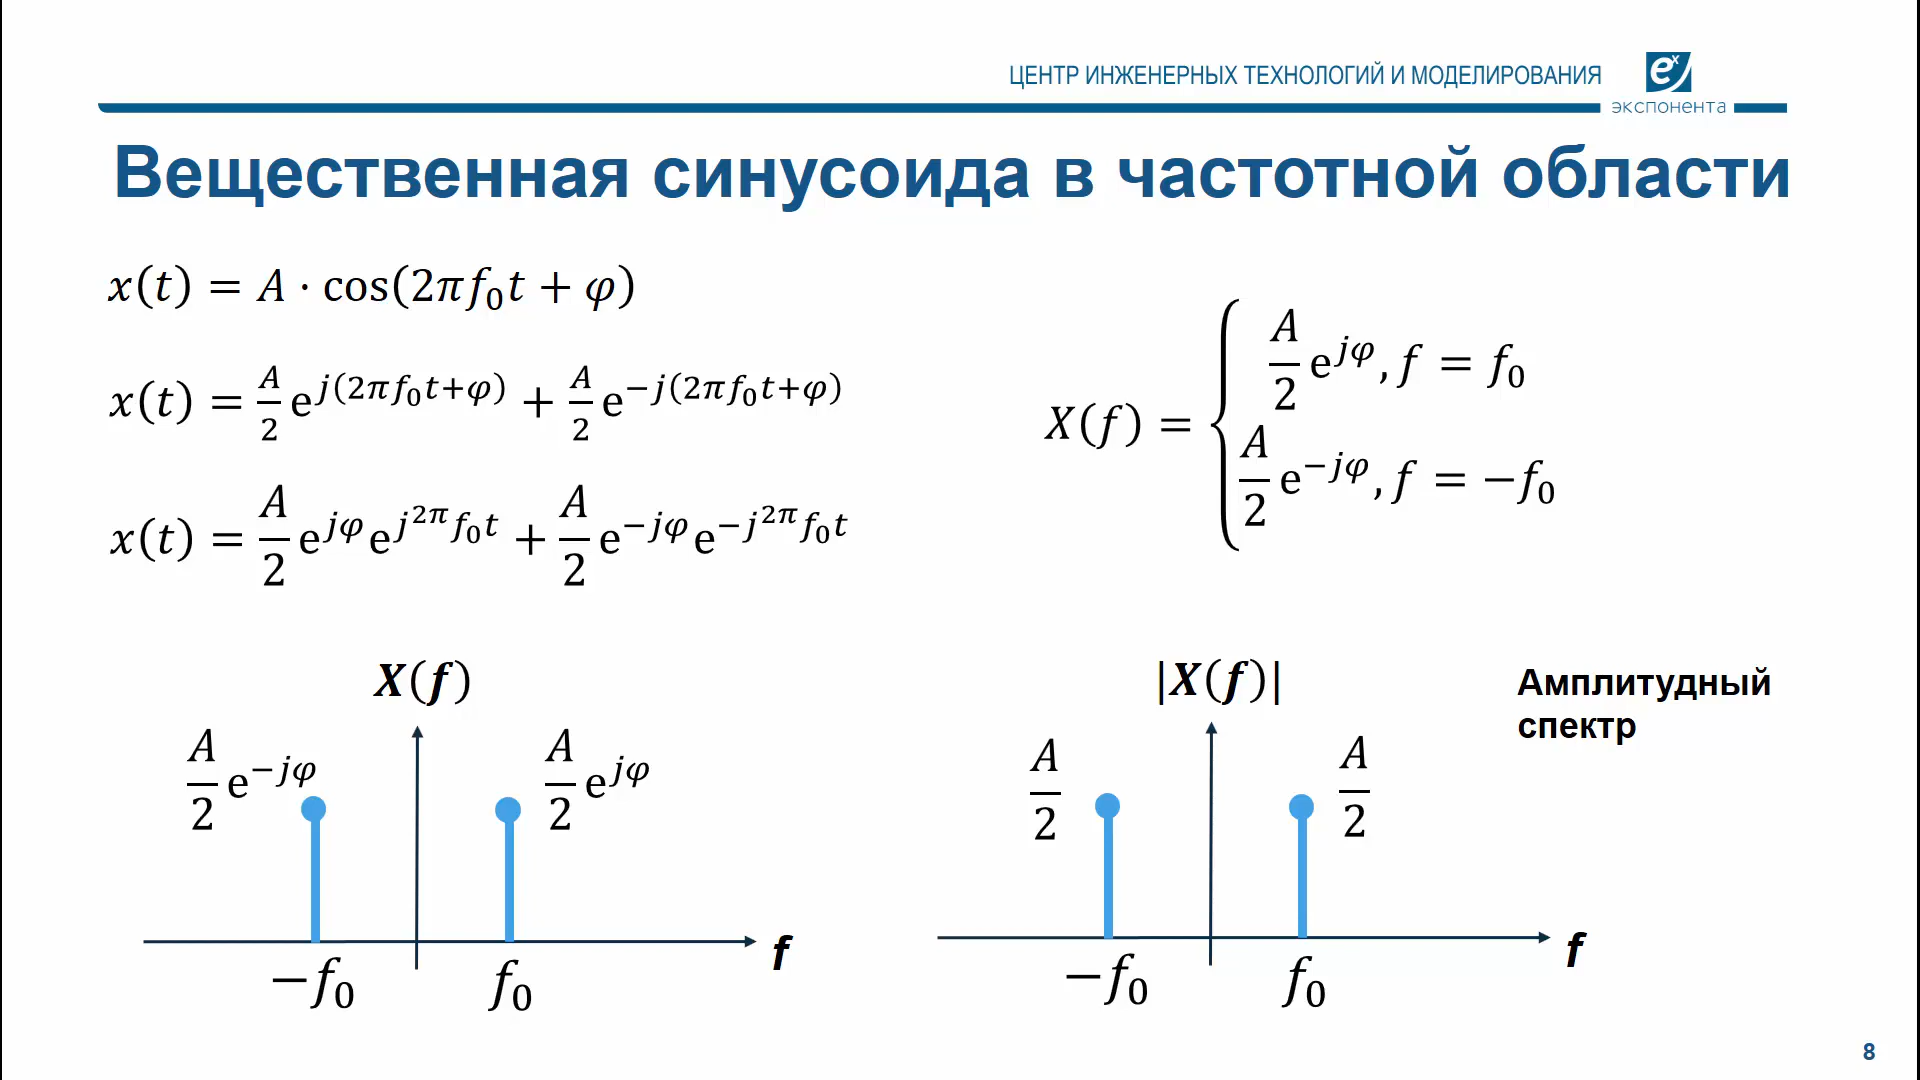 ЦЕНТР ИНЖЕНЕРНЫХ ТЕХНОЛОГИЙ И МОДЕЛИРОВАНИЯ
eˣ
экспонента
Вещественная синусоида в частотной области
x(t) = A · cos(2πf₀t + φ)
x(t) = A/2 e^{j(2πf₀t+φ)} + A/2 e^{−j(2πf₀t+φ)}
x(t) = A/2 e^{jφ} e^{j2πf₀t} + A/2 e^{−jφ} e^{−j2πf₀t}
X(f) = { A/2 e^{jφ}, f = f₀
A/2 e^{−jφ}, f = −f₀
X(f)
A/2 e^{−jφ}
A/2 e^{jφ}
f
−f₀
f₀
|X(f)|
Амплитудный
спектр
A/2
A/2
f
−f₀
f₀
8